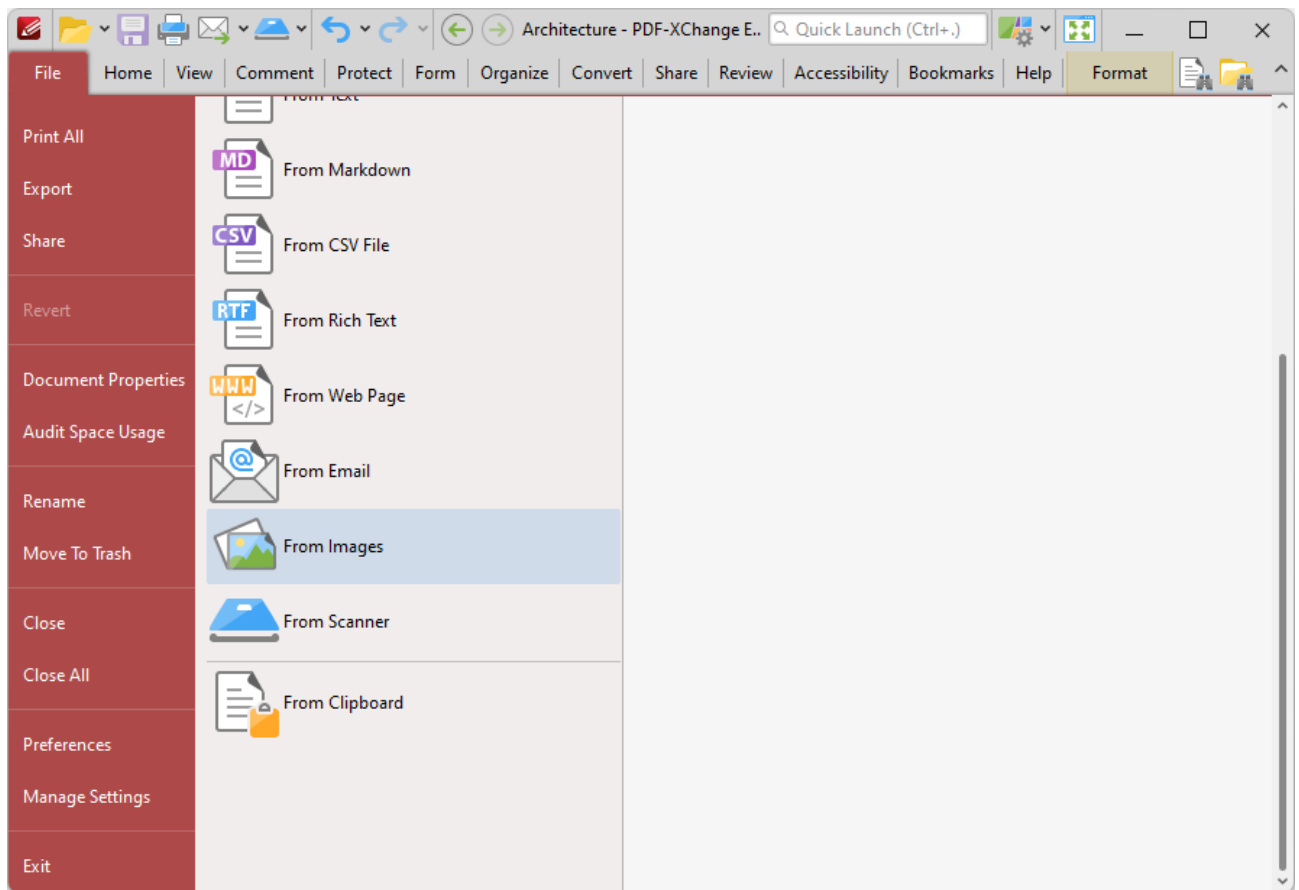 Architecture - PDF-XChange E..
Quick Launch (Ctrl+.)
File
Home
View
Comment
Protect
Form
Organize
Convert
Share
Review
Accessibility
Bookmarks
Help
Format
Print All
Export
Share
Revert
Document Properties
Audit Space Usage
Rename
Move To Trash
Close
Close All
Preferences
Manage Settings
Exit
From Text
MD
From Markdown
CSV
From CSV File
RTF
From Rich Text
WWW
</>
From Web Page
@
From Email
From Images
From Scanner
From Clipboard